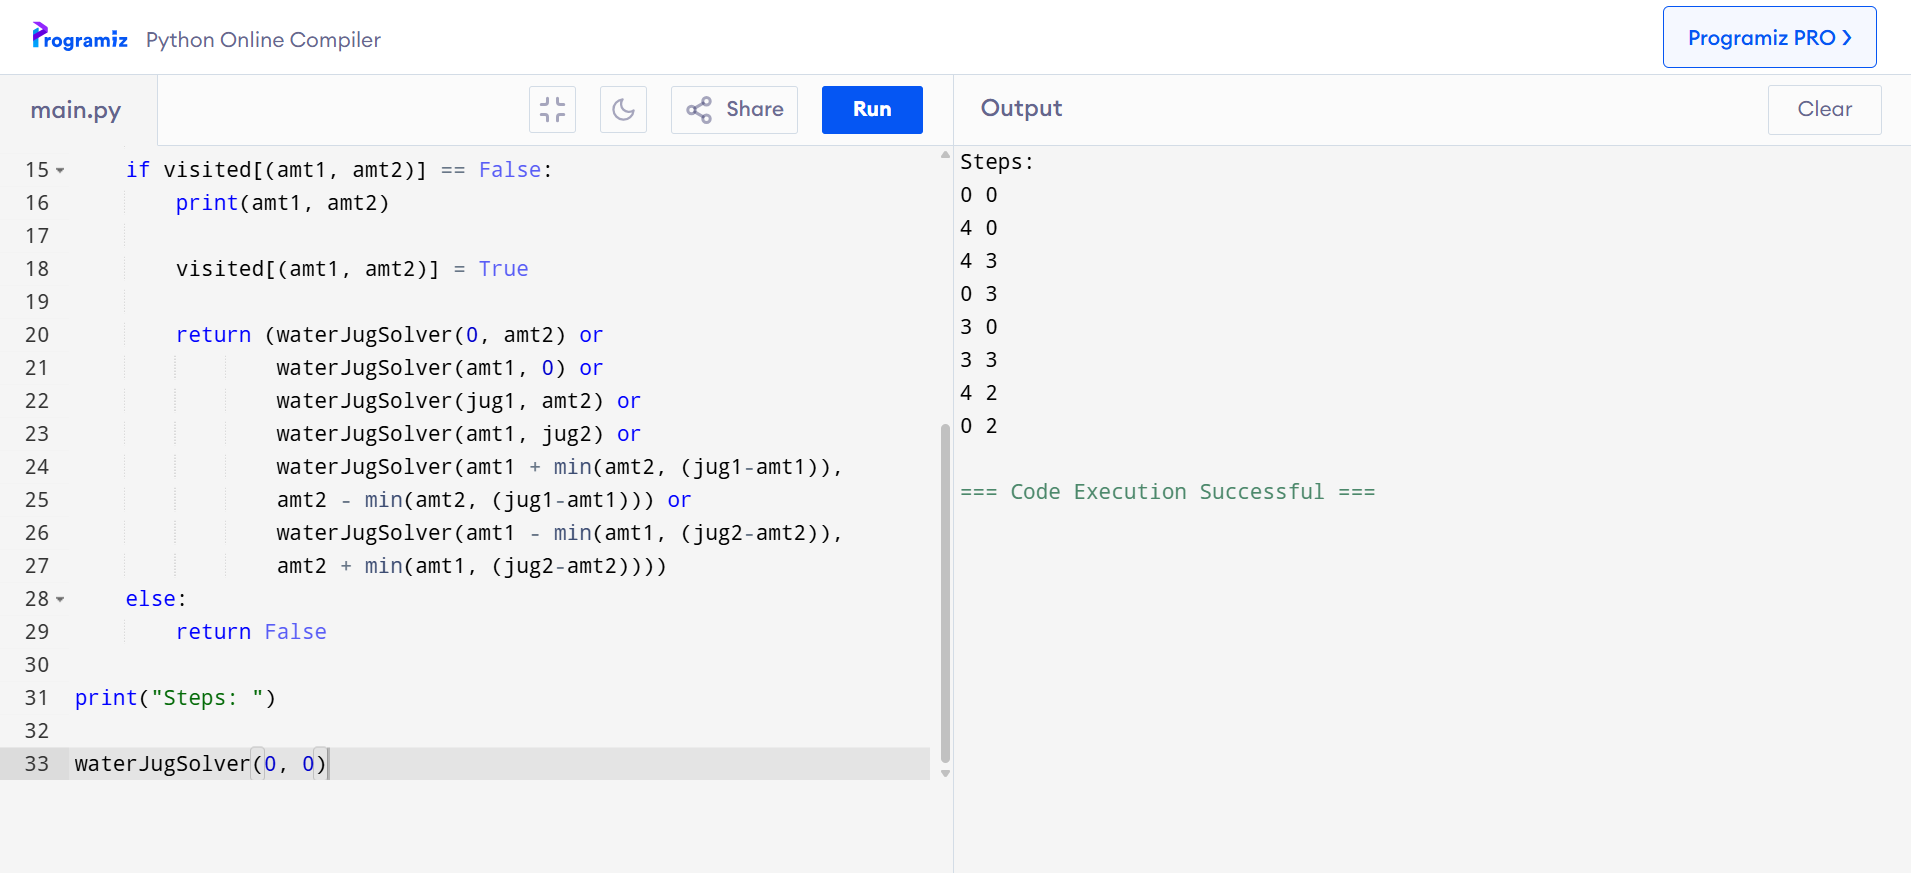 Programiz Python Online Compiler
Programiz PRO
main.py
Share
Run
15 if visited[(amt1, amt2)] == False:
16 print(amt1, amt2)
17
18 visited[(amt1, amt2)] = True
19
20 return (waterJugSolver(0, amt2) or
21 waterJugSolver(amt1, 0) or
22 waterJugSolver(jug1, amt2) or
23 waterJugSolver(amt1, jug2) or
24 waterJugSolver(amt1 + min(amt2, (jug1-amt1)),
25 amt2 - min(amt2, (jug1-amt1))) or
26 waterJugSolver(amt1 - min(amt1, (jug2-amt2)),
27 amt2 + min(amt1, (jug2-amt2))))
28 else:
29 return False
30
31 print("Steps: ")
32
33 waterJugSolver(0, 0)
Output
Clear
Steps:
0 0
4 0
4 3
0 3
3 0
3 3
4 2
0 2
=== Code Execution Successful ===